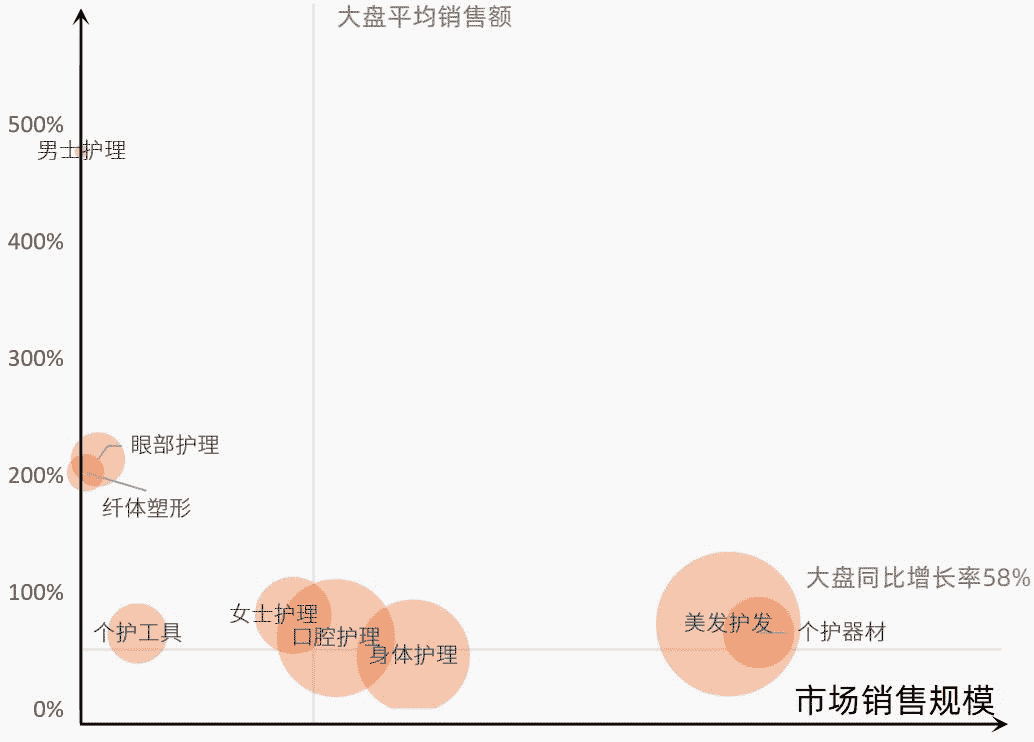 大盘平均销售额
500%
男士护理
400%
300%
眼部护理
200%
纤体塑形
大盘同比增长率58%
100%
女士护理
美发护发
个护工具
口腔护理
个护器材
身体护理
市场销售规模
0%